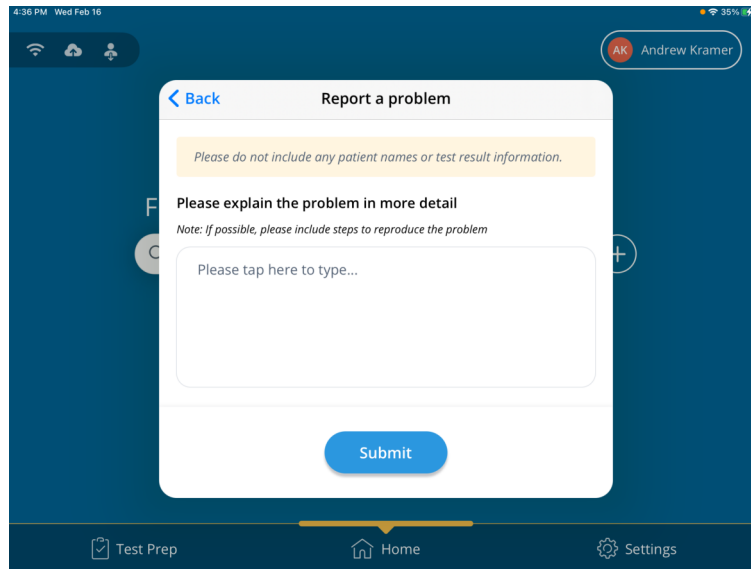 4:36 PM Wed Feb 16
35%
AK Andrew Kramer
Back
Report a problem
Please do not include any patient names or test result information.
F
Please explain the problem in more detail
Note: If possible, please include steps to reproduce the problem
Please tap here to type...
Submit
Test Prep
Home
Settings